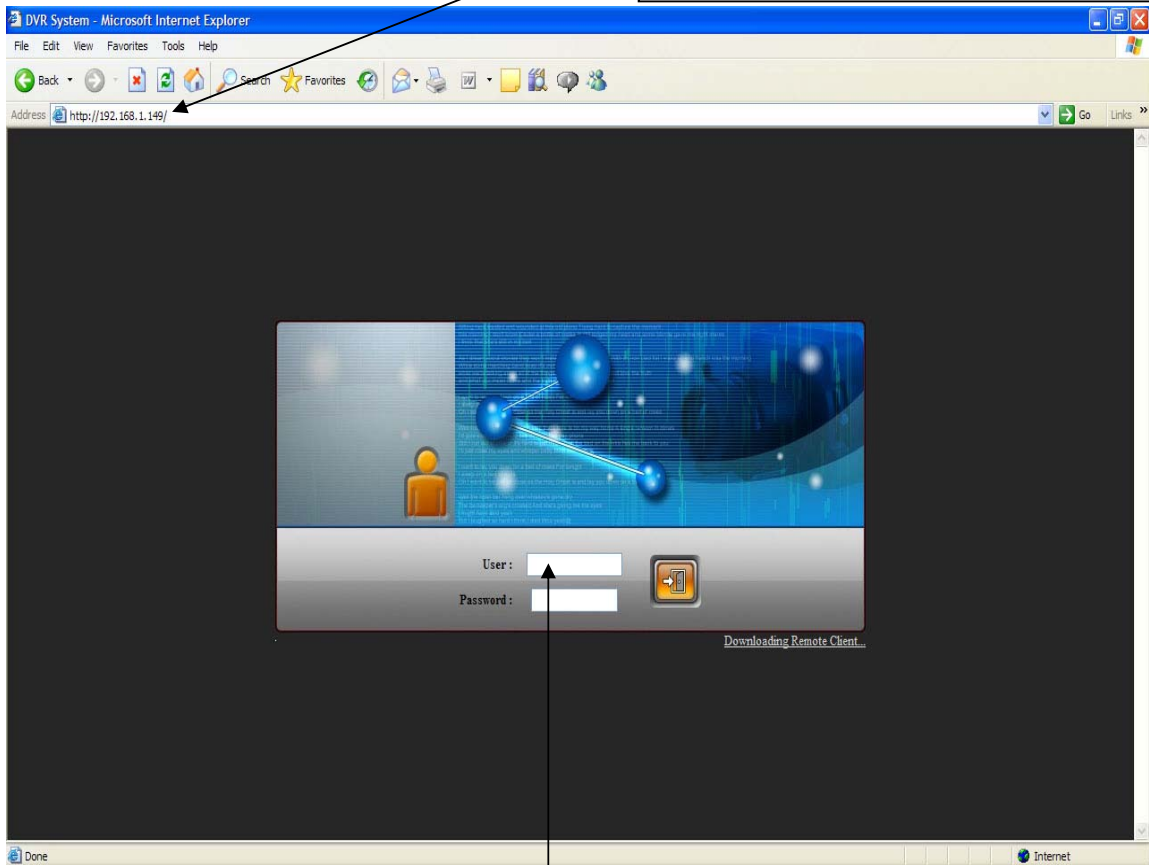 DVR System - Microsoft Internet Explorer
File Edit View Favorites Tools Help
Back Search Favorites
Address http://192.168.1.149/ Go Links »
User :
Password :
Downloading Remote Client...
Done Internet